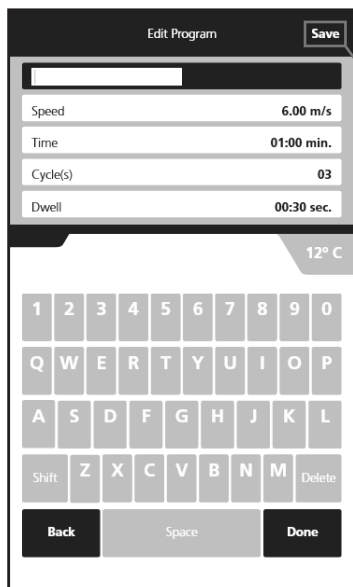 Edit Program Save
Speed 6.00 m/s
Time 01:00 min.
Cycle(s) 03
Dwell 00:30 sec.
12° C
1 2 3 4 5 6 7 8 9 0
Q W E R T Y U I O P
A S D F G H J K L
Shift Z X C V B N M Delete
Back Space Done